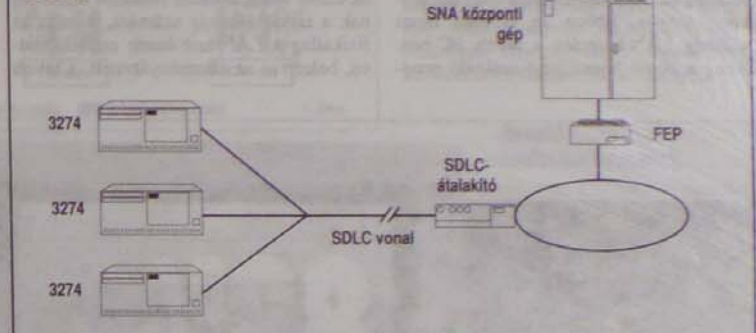 SNA központi
gép
3274
FEP
SDLC-
átalakító
3274
SDLC vonal
3274